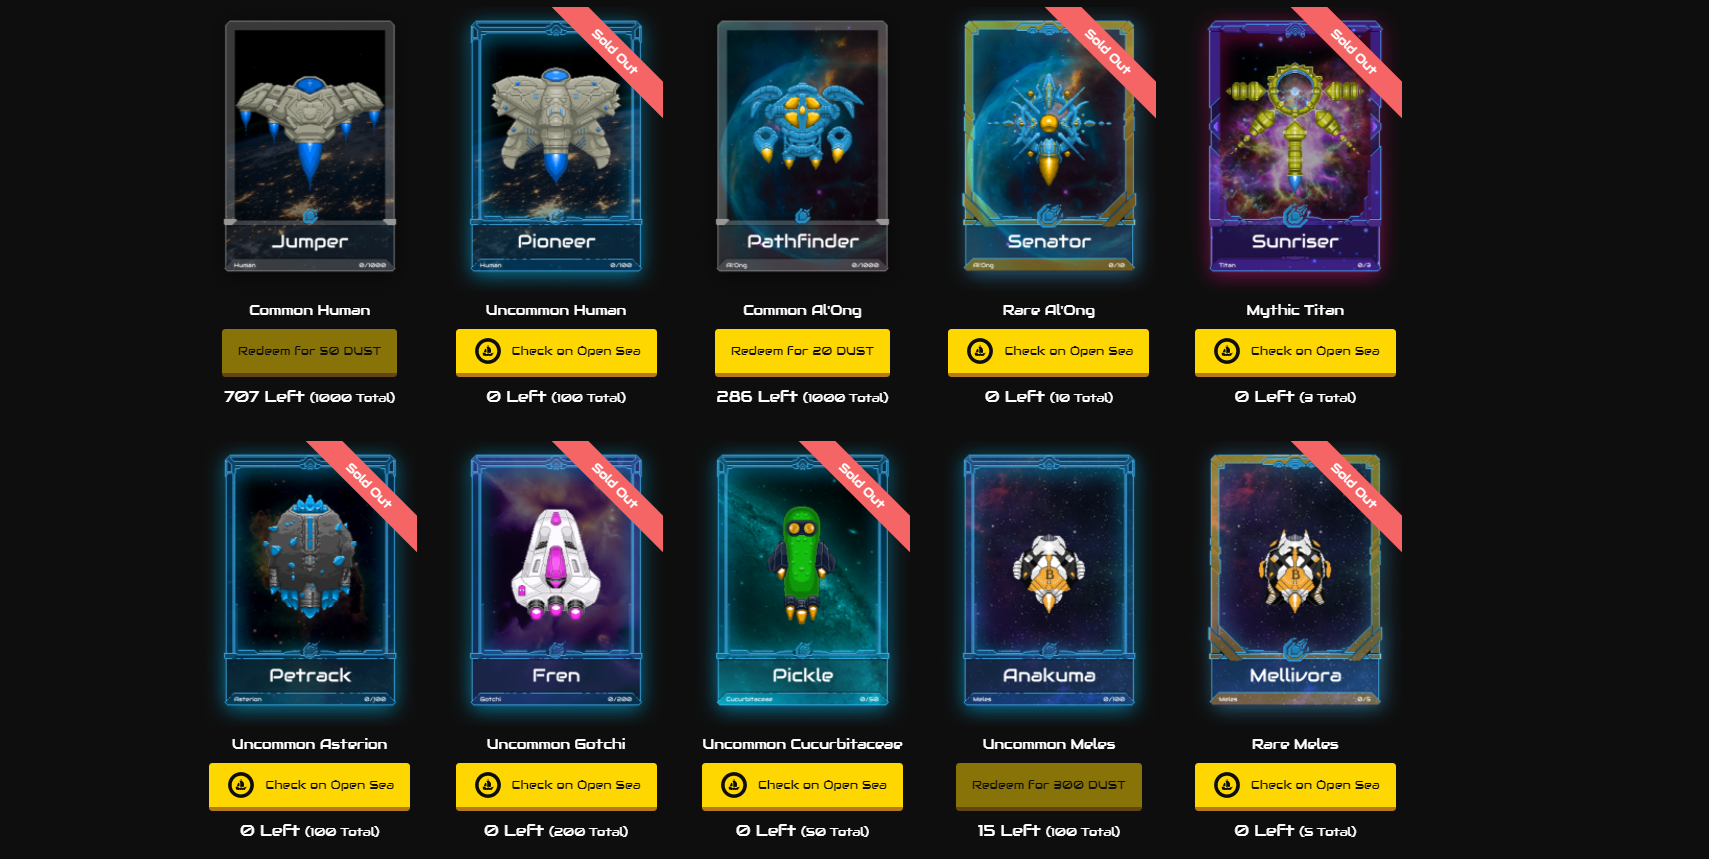 Sold Out
Sold Out
Sold Out
Jumper
Human 0/1000
Pioneer
Human 0/100
Pathfinder
Al'Ong 0/1000
Senator
Al'Ong 0/10
Sunriser
Titan 0/3
Common Human
Uncommon Human
Common Al'Ong
Rare Al'Ong
Mythic Titan
Redeem for 50 DUST
Check on Open Sea
Redeem for 20 DUST
Check on Open Sea
Check on Open Sea
707 Left (1000 Total)
0 Left (100 Total)
286 Left (1000 Total)
0 Left (10 Total)
0 Left (3 Total)
Sold Out
Sold Out
Sold Out
Sold Out
B
B
Petrack
Asterion 0/100
Fren
Gotchi 0/200
Pickle
Cucurbitaceae 0/50
Anakuma
Meles 0/100
Mellivora
Meles 0/5
Uncommon Asterion
Uncommon Gotchi
Uncommon Cucurbitaceae
Uncommon Meles
Rare Meles
Check on Open Sea
Check on Open Sea
Check on Open Sea
Redeem for 300 DUST
Check on Open Sea
0 Left (100 Total)
0 Left (200 Total)
0 Left (50 Total)
15 Left (100 Total)
0 Left (5 Total)